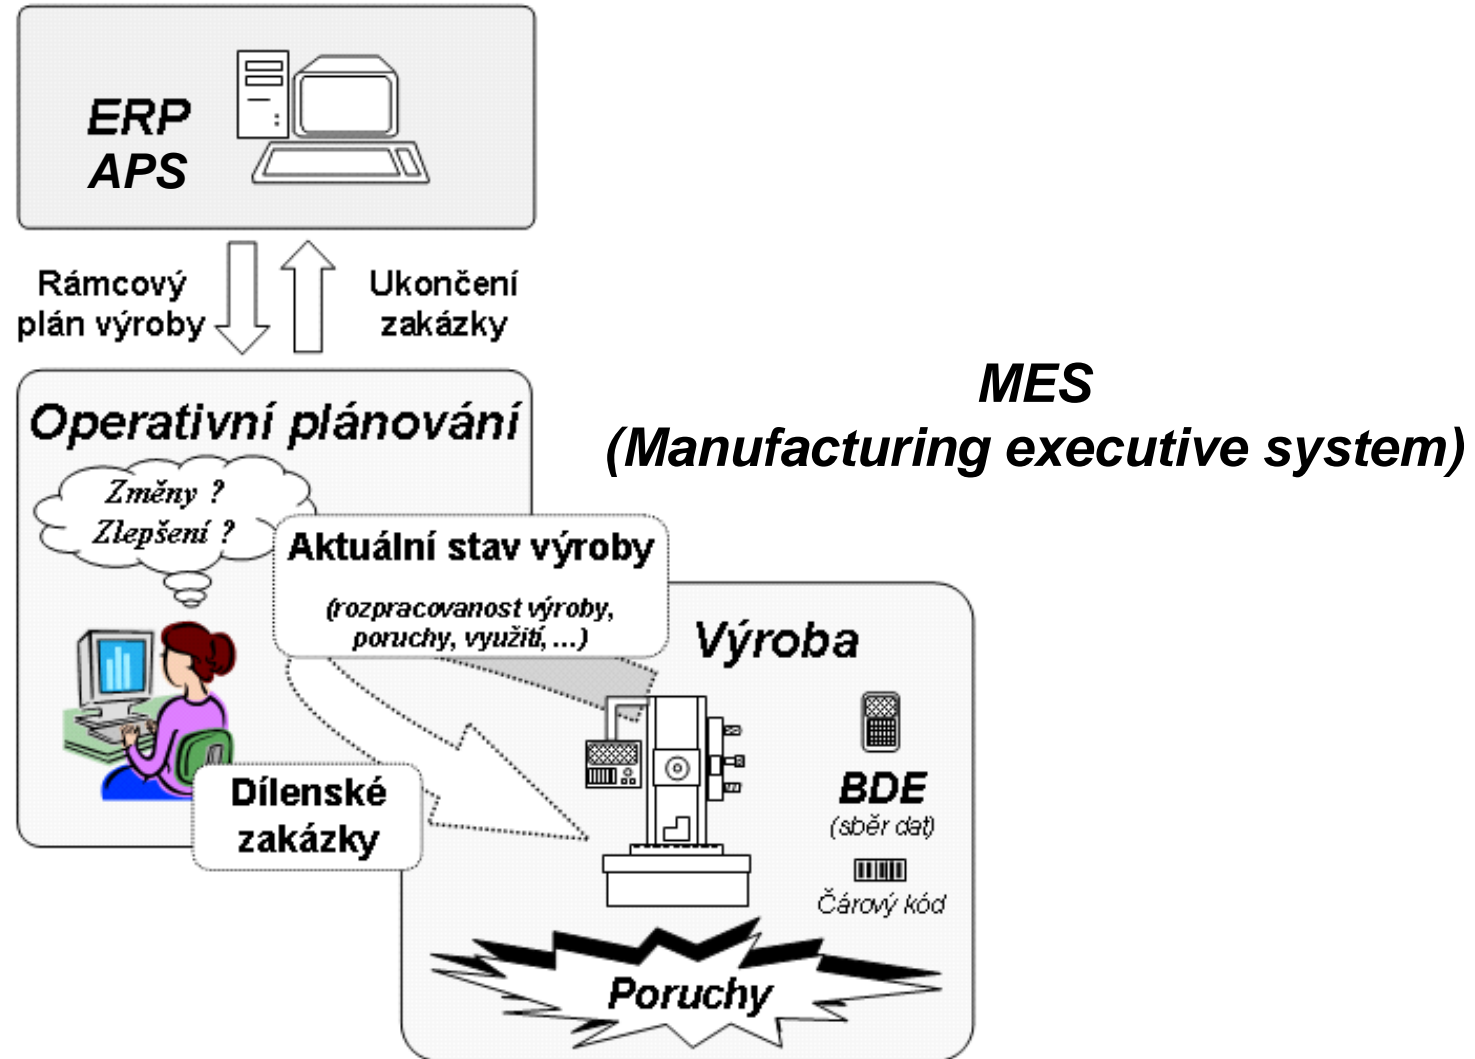 ERP
APS
Rámcový
plán výroby
Ukončení
zakázky
MES
(Manufacturing executive system)
Operativní plánování
Změny ?
Zlepšení ?
Aktuální stav výroby
(rozpracovanost výroby,
poruchy, využití, ...)
Výroba
BDE
(sběr dat)
Čárový kód
Dílenské
zakázky
Poruchy